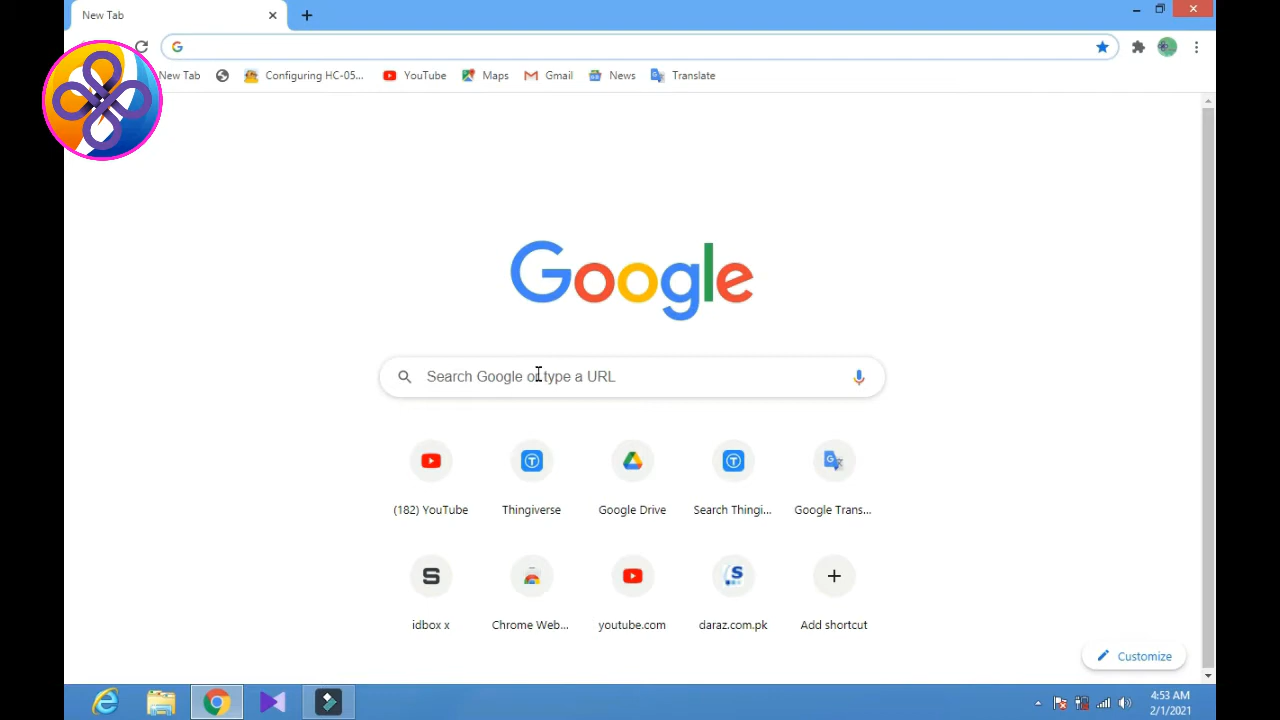 New Tab
New Tab
Configuring HC-05...
YouTube
Maps
Gmail
News
Translate
Google
Search Google or type a URL
(182) YouTube
Thingiverse
Google Drive
Search Thingi...
Google Trans...
idbox x
Chrome Web...
youtube.com
daraz.com.pk
Add shortcut
Customize
4:53 AM
2/1/2021